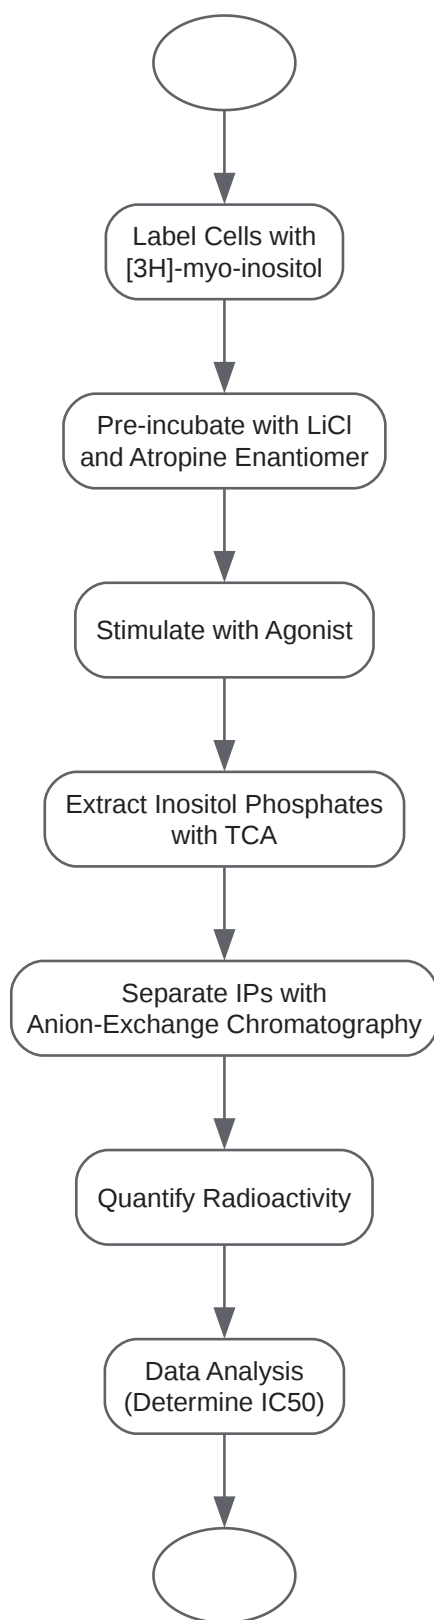 Label Cells with
[3H]-myo-inositol
Pre-incubate with LiCl
and Atropine Enantiomer
Stimulate with Agonist
Extract Inositol Phosphates
with TCA
Separate IPs with
Anion-Exchange Chromatography
Quantify Radioactivity
Data Analysis
(Determine IC50)